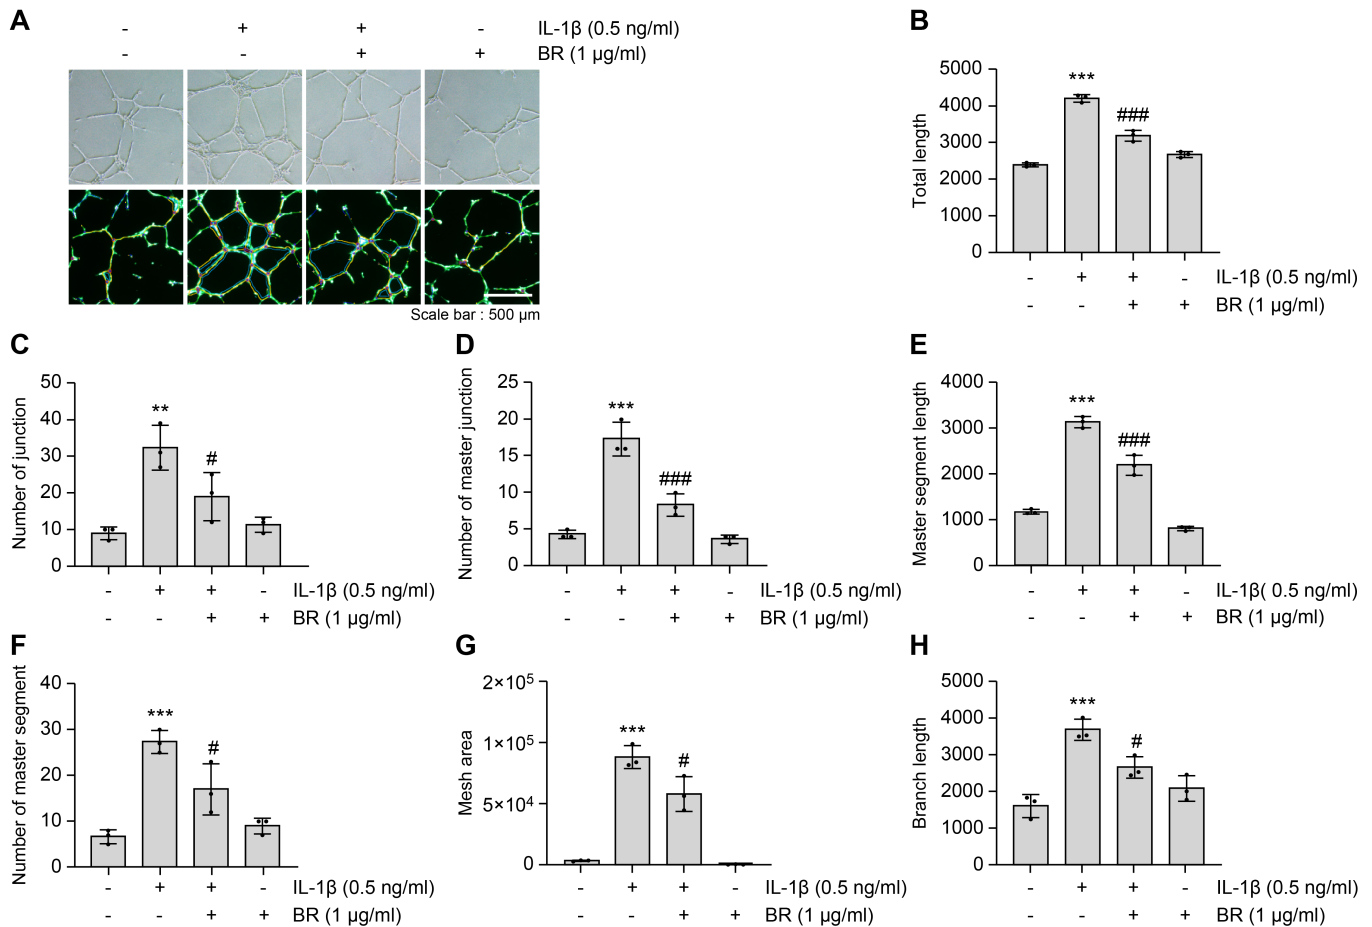 A
- + + - IL-1β (0.5 ng/ml)
- - + + BR (1 µg/ml)
Scale bar : 500 µm
B
Total length
5000
4000
3000
2000
1000
0
***
###
- + + - IL-1β (0.5 ng/ml)
- - + + BR (1 µg/ml)
C
Number of junction
50
40
30
20
10
0
**
#
- + + - IL-1β (0.5 ng/ml)
- - + + BR (1 µg/ml)
D
Number of master junction
25
20
15
10
5
0
***
###
- + + - IL-1β (0.5 ng/ml)
- - + + BR (1 µg/ml)
E
Master segment length
4000
3000
2000
1000
0
***
###
- + + - IL-1β( 0.5 ng/ml)
- - + + BR (1 µg/ml)
F
Number of master segment
40
30
20
10
0
***
#
- + + - IL-1β (0.5 ng/ml)
- - + + BR (1 µg/ml)
G
Mesh area
2×10⁵
1×10⁵
5×10⁴
0
***
#
- + + - IL-1β (0.5 ng/ml)
- - + + BR (1 µg/ml)
H
Branch length
5000
4000
3000
2000
1000
0
***
#
- + + - IL-1β (0.5 ng/ml)
- - + + BR (1 µg/ml)